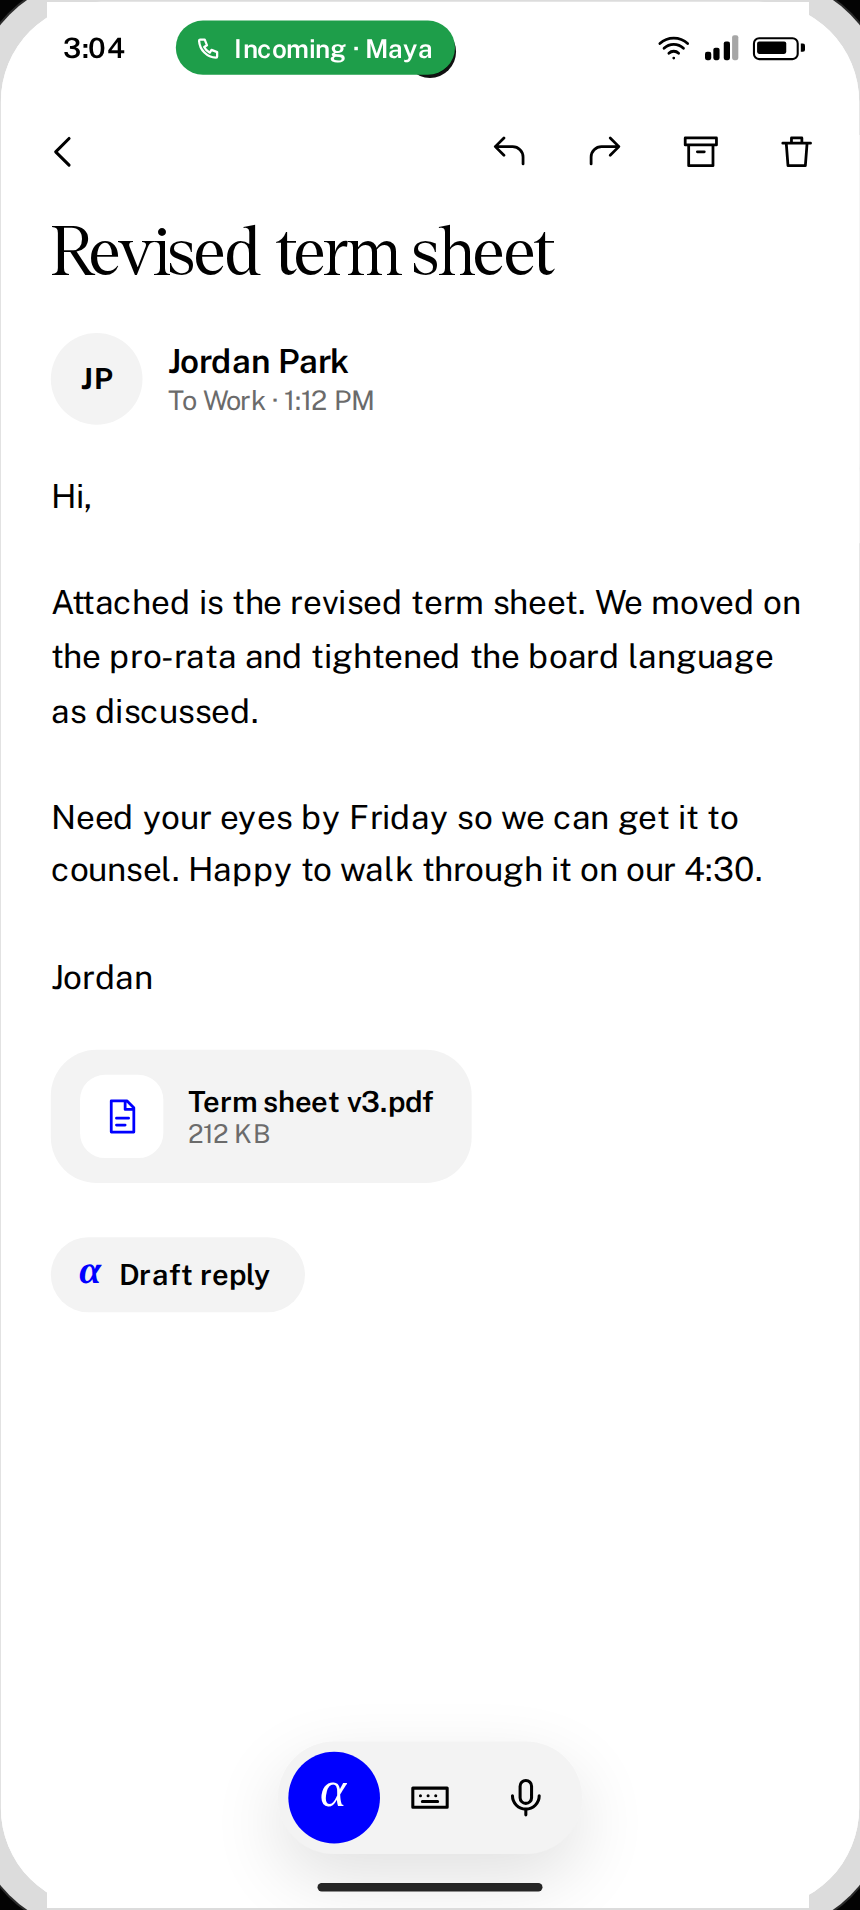 3:04
Incoming · Maya
Revised term sheet
JP
Jordan Park
To Work · 1:12 PM
Hi,
Attached is the revised term sheet. We moved on
the pro-rata and tightened the board language
as discussed.
Need your eyes by Friday so we can get it to
counsel. Happy to walk through it on our 4:30.
Jordan
Term sheet v3.pdf
212 KB
α Draft reply
α